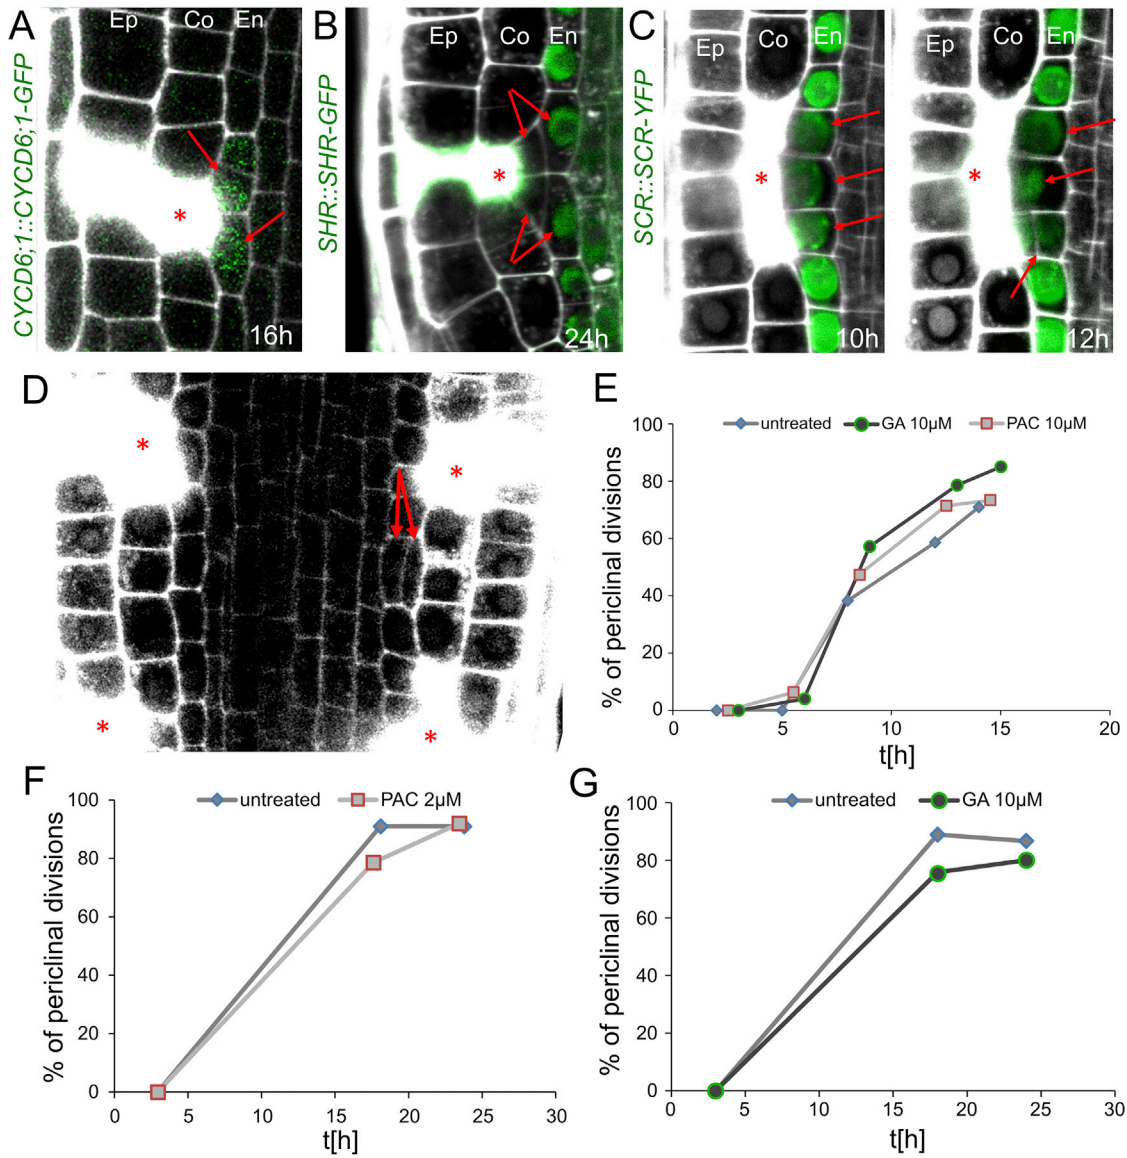 A
CYCD6;1::CYCD6;1-GFP
Ep Co En
*
16h
B
SHR::SHR-GFP
Ep Co En
*
24h
C
SCR::SCR-YFP
Ep Co En
*
10h
Ep Co En
*
12h
D
* *
* *
E
untreated GA 10µM PAC 10µM
% of periclinal divisions
100
80
60
40
20
0
0 5 10 15 20
t[h]
F
untreated PAC 2µM
% of periclinal divisions
100
80
60
40
20
0
0 5 10 15 20 25 30
t[h]
G
untreated GA 10µM
% of periclinal divisions
100
80
60
40
20
0
0 5 10 15 20 25 30
t[h]